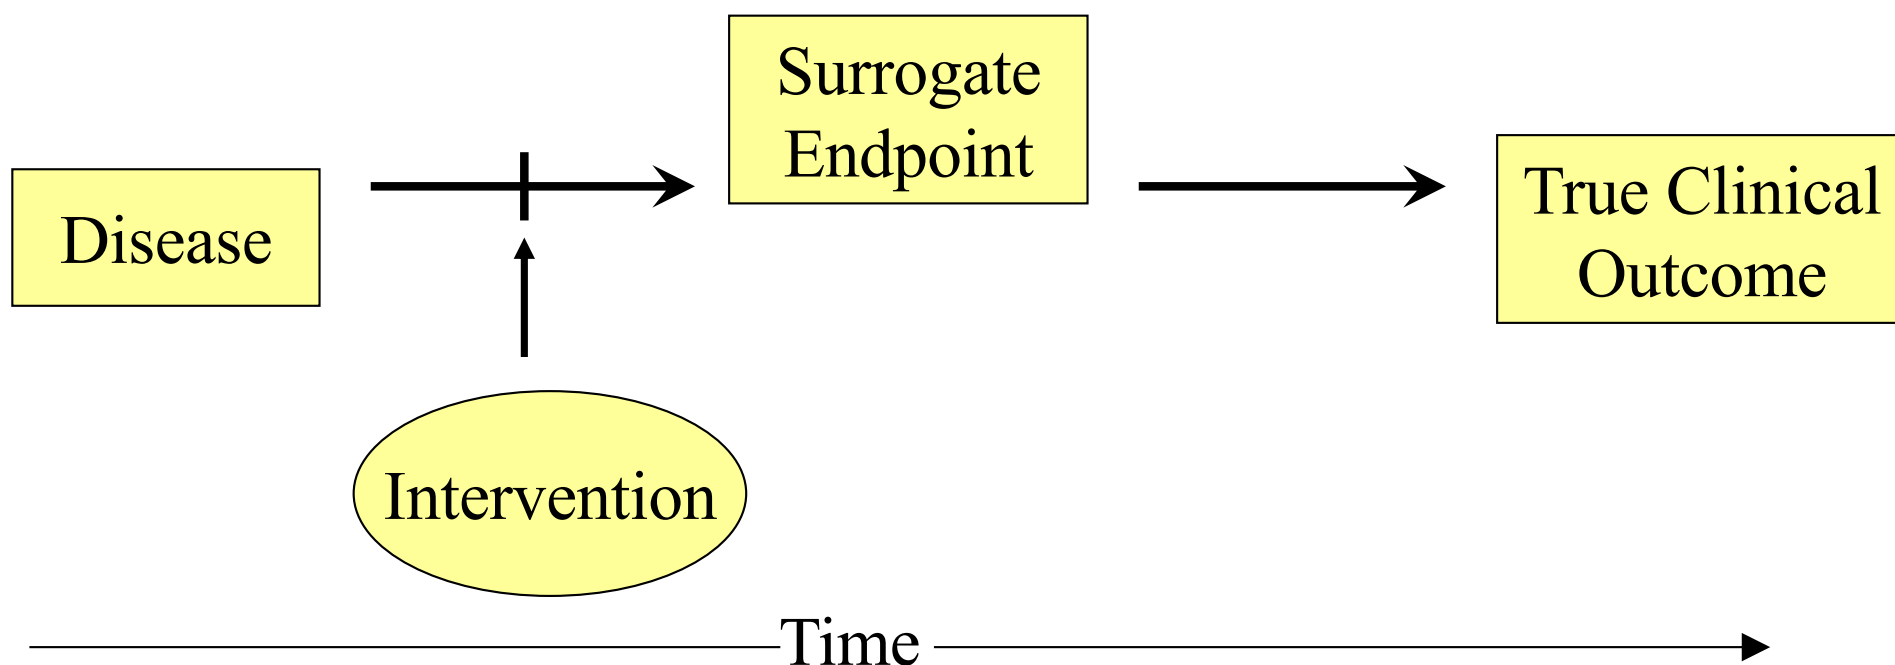 Surrogate
Endpoint
Disease
True Clinical
Outcome
Intervention
Time